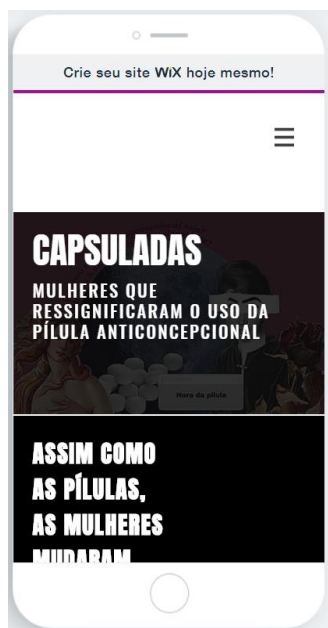 Crie seu site WiX hoje mesmo!
CAPSULADAS
MULHERES QUE
RESSIGNIFICARAM O USO DA
PÍLULA ANTICONCEPCIONAL
Hora da pílula
ASSIM COMO
AS PÍLULAS,
AS MULHERES
MUDARAM